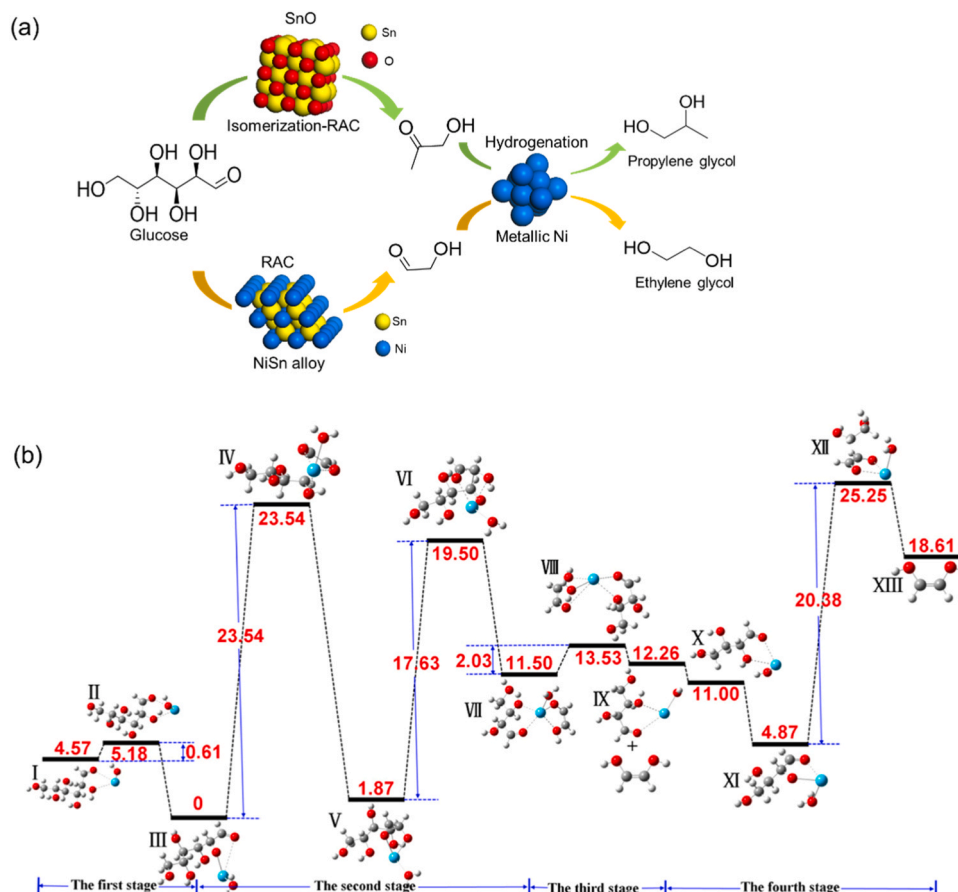 (a)
SnO
Sn
O
Isomerization-RAC
O
OH
HO
OH
OH
O
OH
OH
Glucose
Hydrogenation
Metallic Ni
OH
HO
Propylene glycol
HO
OH
Ethylene glycol
RAC
O
OH
Sn
Ni
NiSn alloy
(b)
IV
23.54
VI
19.50
XII
25.25
18.61
XIII
VIII
23.54
17.63
20.38
X
2.03
11.50
13.53
12.26
11.00
VII
IX
+
II
4.57
5.18
0.61
I
0
1.87
4.87
III
V
XI
The first stage
The second stage
The third stage
The fourth stage